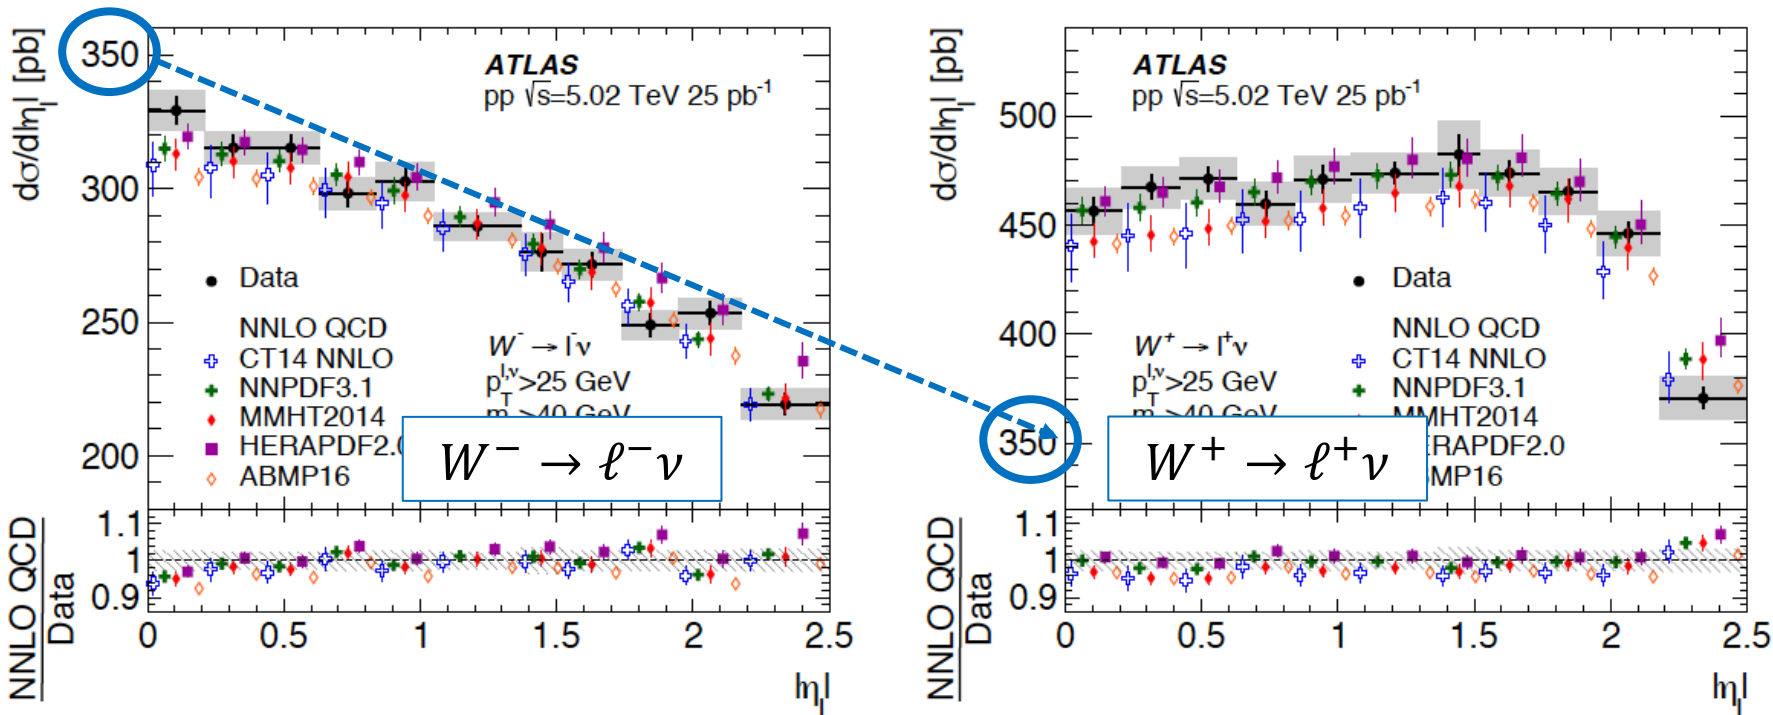 350
300
250
200
dσ/d|η_l| [pb]
ATLAS
pp √s=5.02 TeV 25 pb⁻¹
Data
NNLO QCD
CT14 NNLO
NNPDF3.1
MMHT2014
HERAPDF2.0
ABMP16
W⁻→ l⁻ν
p_T^{l,ν}>25 GeV
W⁻ → ℓ⁻ν
1.1
1
0.9
NNLO QCD
Data
0 0.5 1 1.5 2 2.5
|η_l|
500
450
400
350
dσ/d|η_l| [pb]
ATLAS
pp √s=5.02 TeV 25 pb⁻¹
Data
NNLO QCD
CT14 NNLO
NNPDF3.1
MMHT2014
ERAPDF2.0
BMP16
W⁺→ l⁺ν
p_T^{l,ν}>25 GeV
W⁺ → ℓ⁺ν
1.1
1
0.9
NNLO QCD
Data
0 0.5 1 1.5 2 2.5
|η_l|